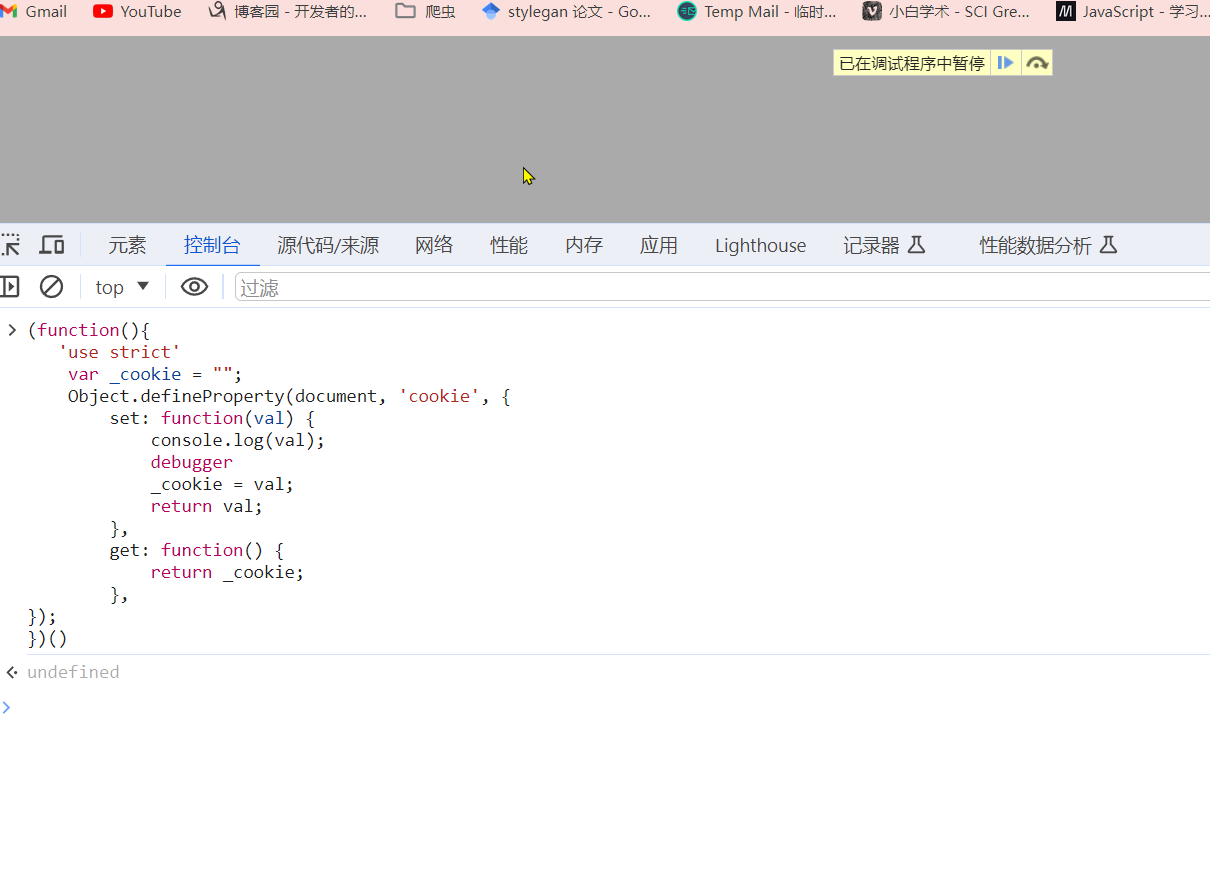 Gmail YouTube 博客园 - 开发者的... 爬虫 stylegan 论文 - Go... Temp Mail - 临时... 小白学术 - SCI Gre... JavaScript - 学习...
已在调试程序中暂停
元素 控制台 源代码/来源 网络 性能 内存 应用 Lighthouse 记录器 性能数据分析
top 过滤
(function(){
'use strict'
var _cookie = "";
Object.defineProperty(document, 'cookie', {
set: function(val) {
console.log(val);
debugger
_cookie = val;
return val;
},
get: function() {
return _cookie;
},
});
})()
undefined